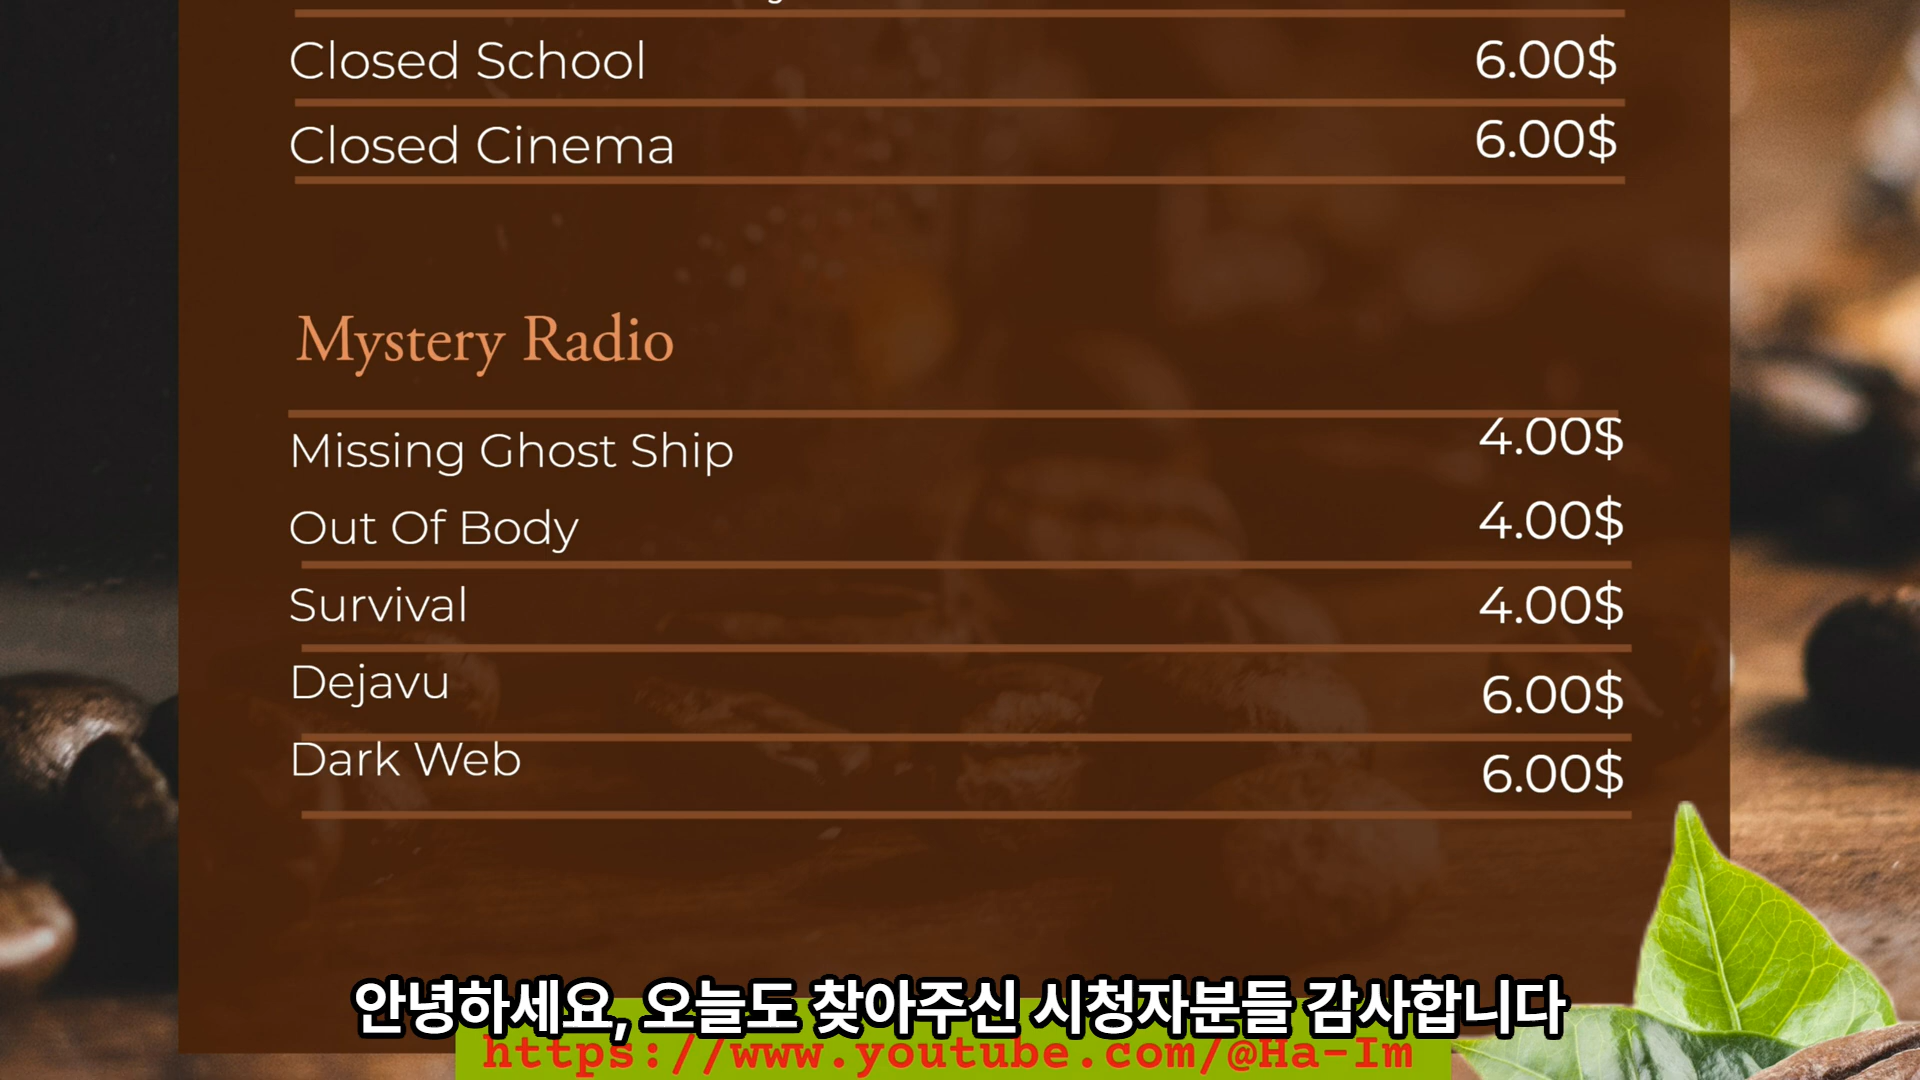 Closed School 6.00$
Closed Cinema 6.00$
Mystery Radio
Missing Ghost Ship 4.00$
Out Of Body 4.00$
Survival 4.00$
Dejavu 6.00$
Dark Web 6.00$
안녕하세요, 오늘도 찾아주신 시청자분들 감사합니다
https://www.youtube.com/@Ha-Im